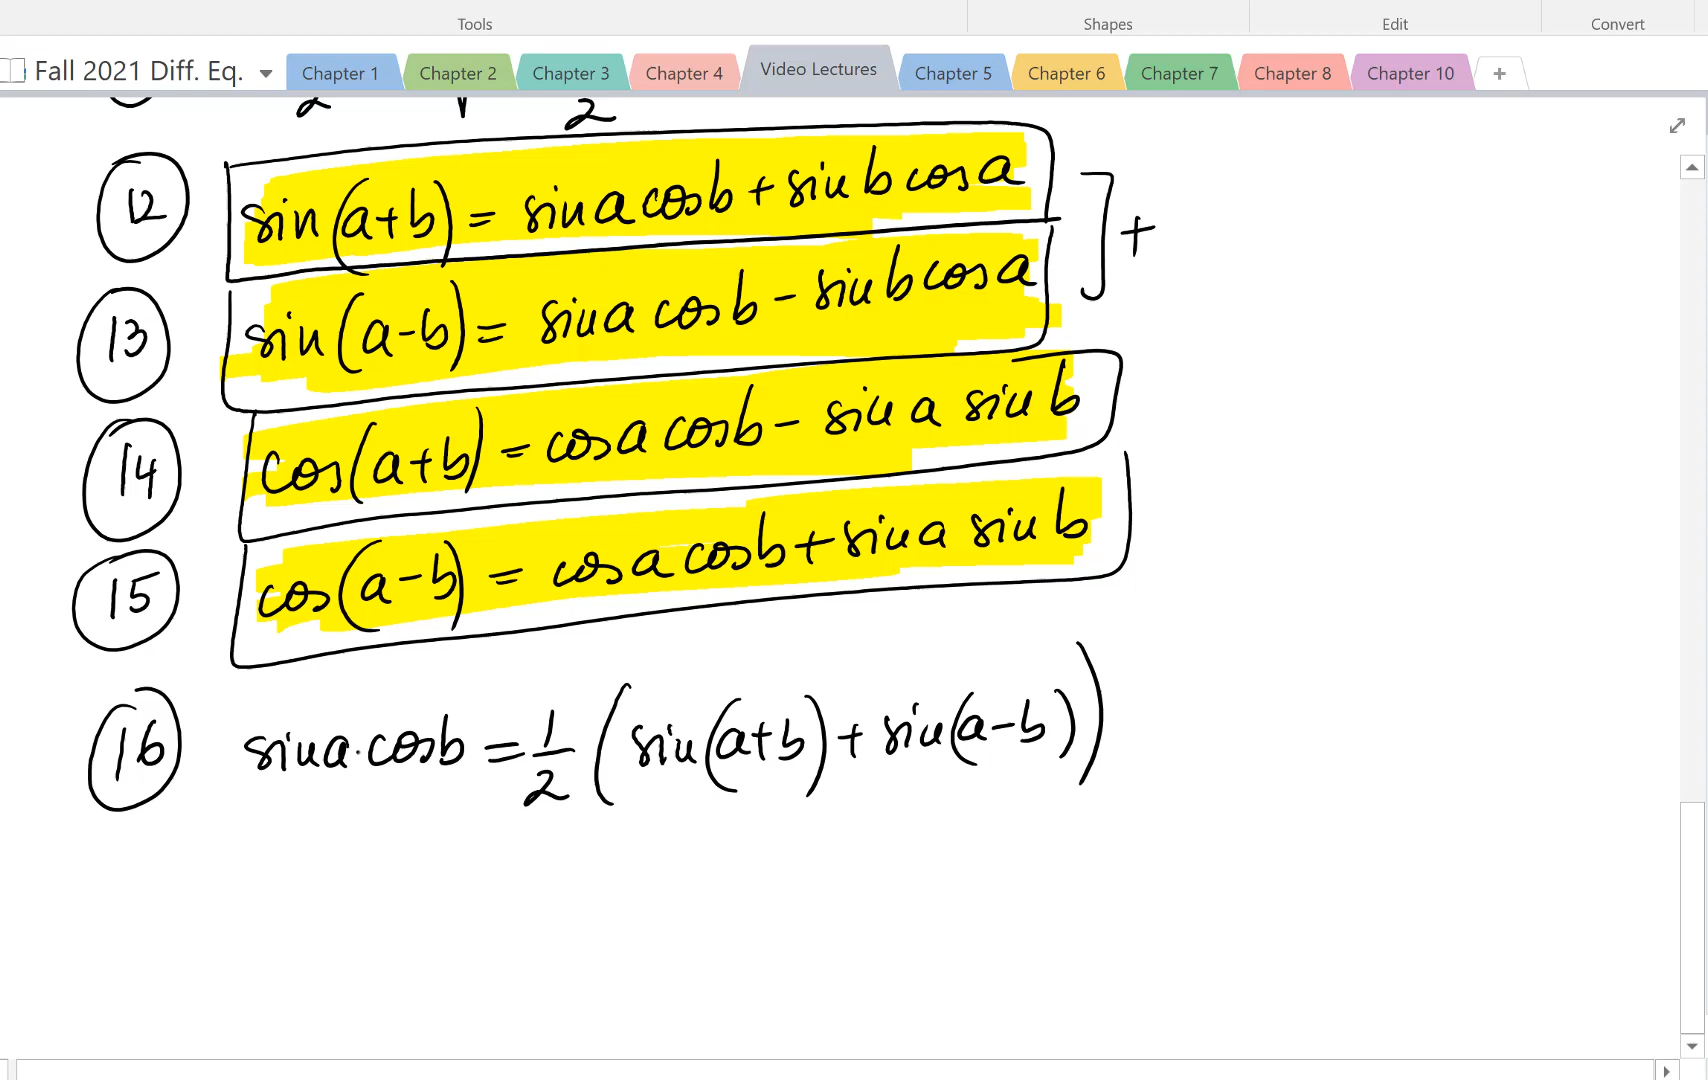 Tools Shapes Edit Convert
Fall 2021 Diff. Eq. Chapter 1 Chapter 2 Chapter 3 Chapter 4 Video Lectures Chapter 5 Chapter 6 Chapter 7 Chapter 8 Chapter 10 +
2 2
12 sin(a+b) = sin a cos b + sin b cos a ] +
13 sin(a-b) = sin a cos b - sin b cos a
14 cos(a+b) = cos a cos b - sin a sin b
15 cos(a-b) = cos a cos b + sin a sin b
16 sin a · cos b = 1/2 (sin(a+b) + sin(a-b))